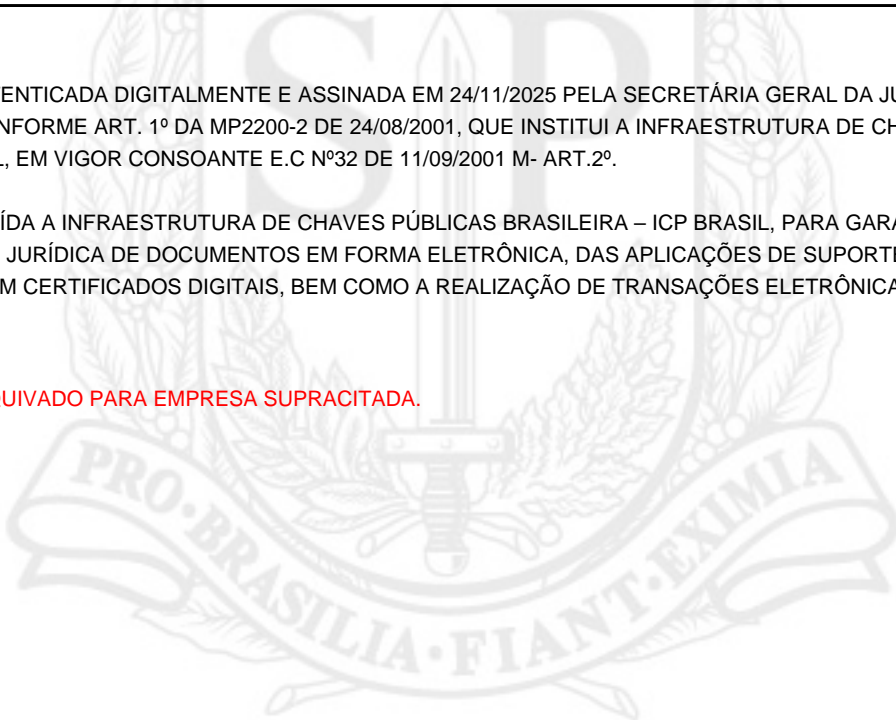 ENTICADA DIGITALMENTE E ASSINADA EM 24/11/2025 PELA SECRETÁRIA GERAL DA JU
NFORME ART. 1º DA MP2200-2 DE 24/08/2001, QUE INSTITUI A INFRAESTRUTURA DE CH
L, EM VIGOR CONSOANTE E.C Nº32 DE 11/09/2001 M- ART.2º.
ÍDA A INFRAESTRUTURA DE CHAVES PÚBLICAS BRASILEIRA – ICP BRASIL, PARA GARA
JURÍDICA DE DOCUMENTOS EM FORMA ELETRÔNICA, DAS APLICAÇÕES DE SUPORTE
M CERTIFICADOS DIGITAIS, BEM COMO A REALIZAÇÃO DE TRANSAÇÕES ELETRÔNICA
QUIVADO PARA EMPRESA SUPRACITADA.
SP
PRO·BRASILIA·FIANT·EXIMIA